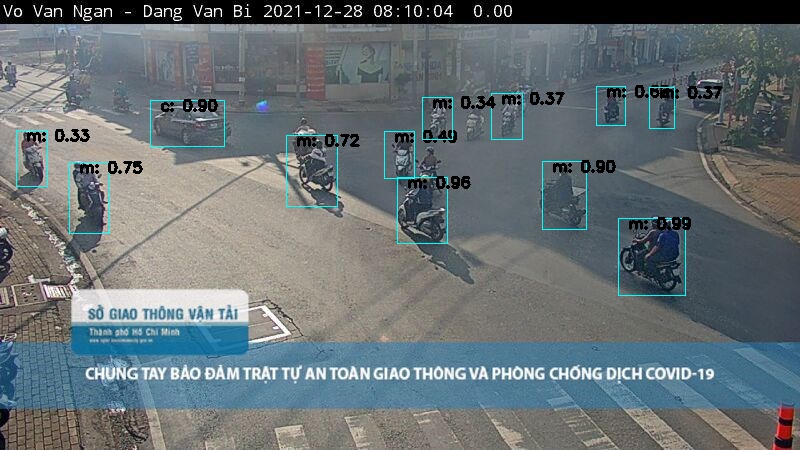 Vo Van Ngan - Dang Van Bi 2021-12-28 08:10:04 0.00
c: 0.90
m: 0.34
m: 0.37
m: 0.37
m: 0.33
m: 0.75
m: 0.72
m: 0.49
m: 0.96
m: 0.90
m: 0.99
SỞ GIAO THÔNG VẬN TẢI
Thành phố Hồ Chí Minh
CHUNG TAY BẢO ĐẢM TRẬT TỰ AN TOÀN GIAO THÔNG VÀ PHÒNG CHỐNG DỊCH COVID-19